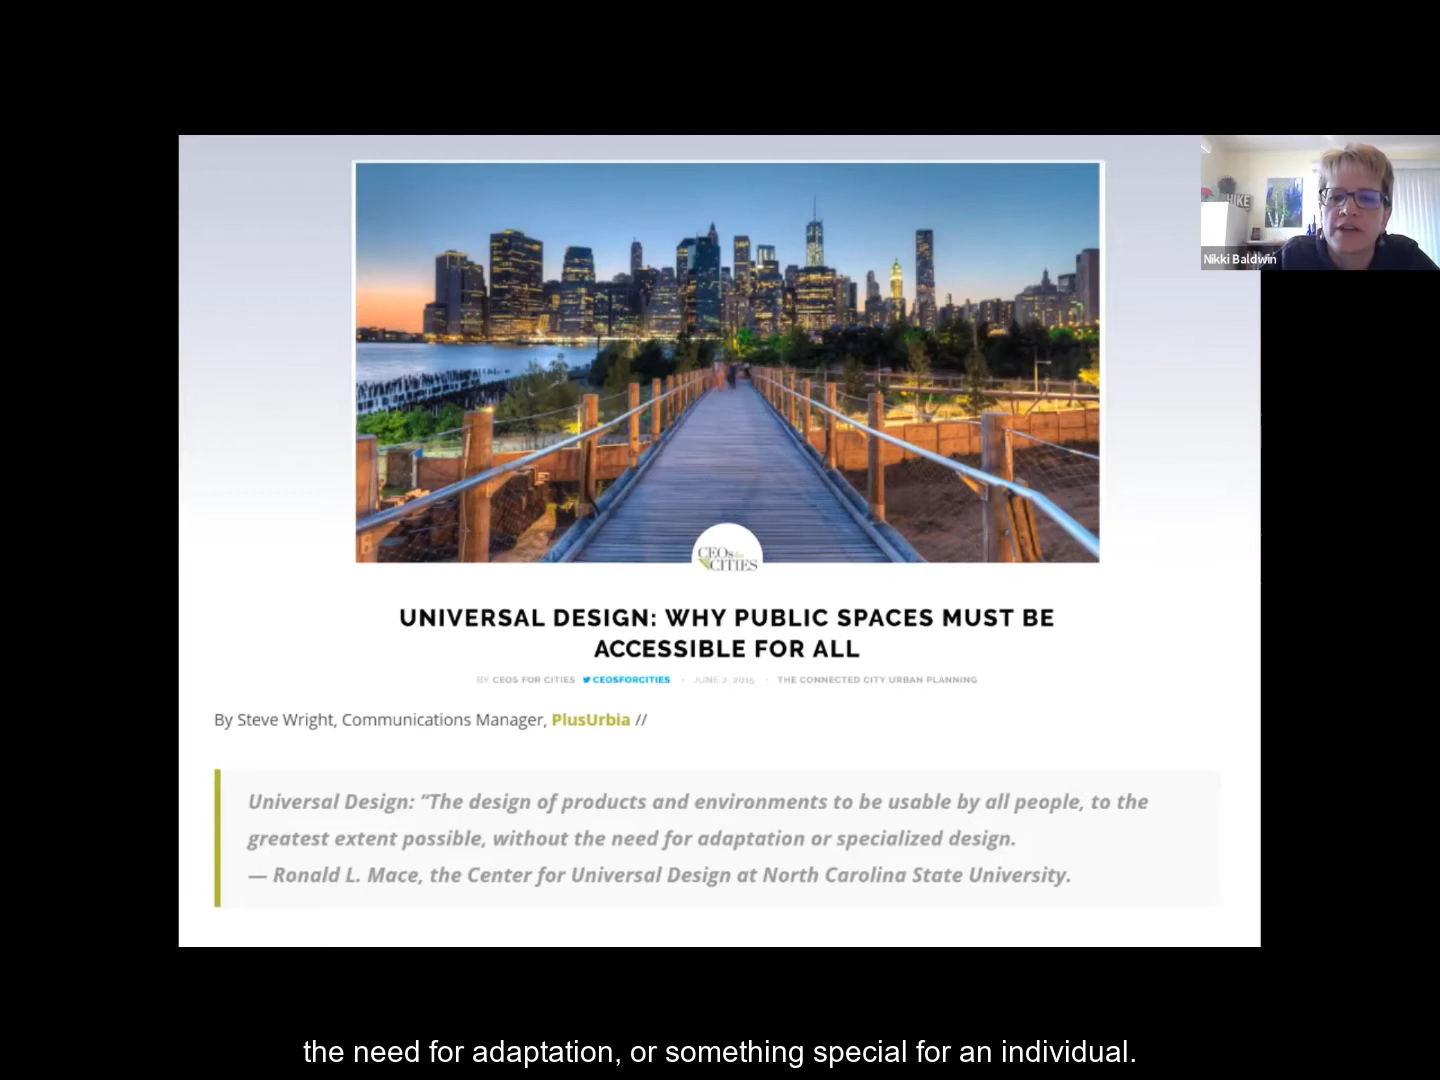 HIKE
Nikki Baldwin
CEOs for
CITIES
UNIVERSAL DESIGN: WHY PUBLIC SPACES MUST BE
ACCESSIBLE FOR ALL
BY CEOS FOR CITIES CEOSFORCITIES · JUNE 2, 2015 · THE CONNECTED CITY, URBAN PLANNING
By Steve Wright, Communications Manager, PlusUrbia //
Universal Design: “The design of products and environments to be usable by all people, to the
greatest extent possible, without the need for adaptation or specialized design.
— Ronald L. Mace, the Center for Universal Design at North Carolina State University.
the need for adaptation, or something special for an individual.